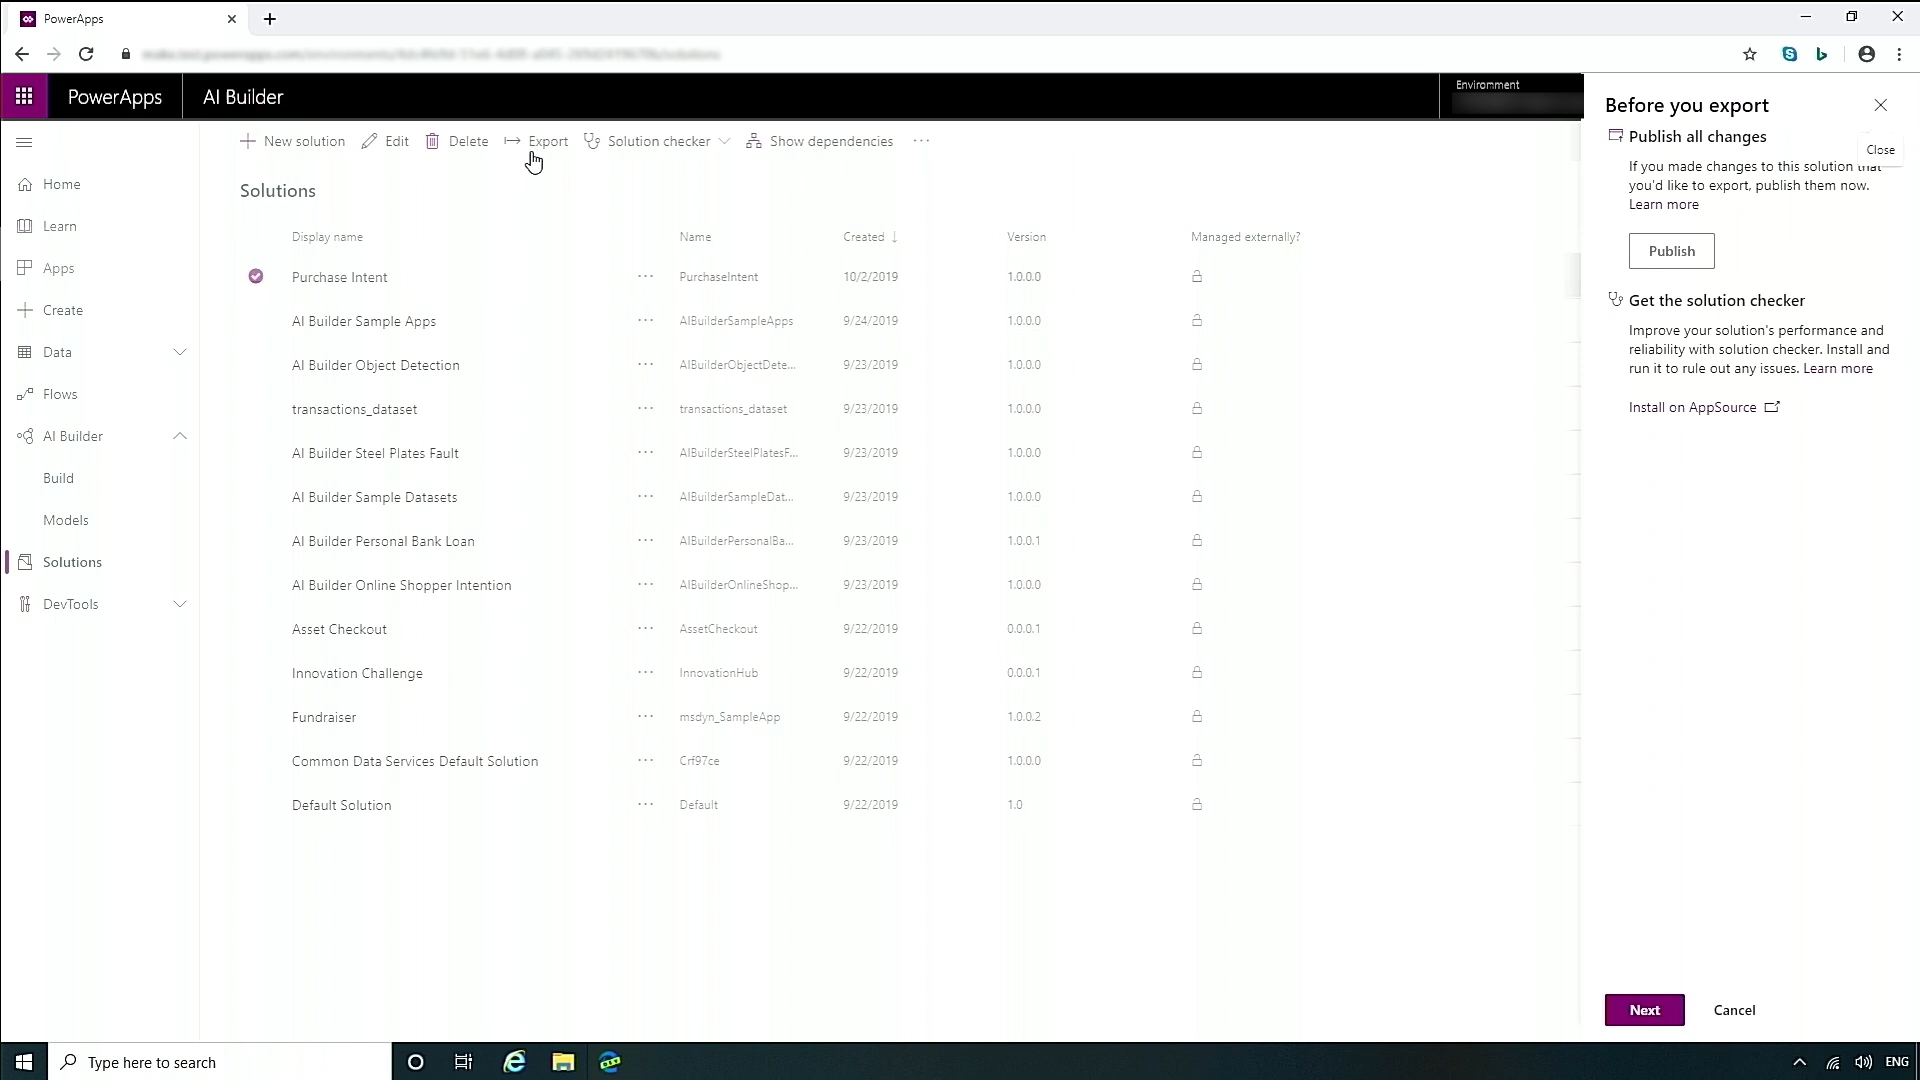 PowerApps
PowerApps
AI Builder
Environment
New solution
Edit
Delete
Export
Solution checker
Show dependencies
Home
Learn
Apps
Create
Data
Flows
AI Builder
Build
Models
Solutions
DevTools
Solutions
Display name Name Created ↓ Version Managed externally?
Purchase Intent ··· PurchaseIntent 10/2/2019 1.0.0.0
AI Builder Sample Apps ··· AIBuilderSampleApps 9/24/2019 1.0.0.0
AI Builder Object Detection ··· AIBuilderObjectDete... 9/23/2019 1.0.0.0
transactions_dataset ··· transactions_dataset 9/23/2019 1.0.0.0
AI Builder Steel Plates Fault ··· AIBuilderSteelPlatesF... 9/23/2019 1.0.0.0
AI Builder Sample Datasets ··· AIBuilderSampleDat... 9/23/2019 1.0.0.0
AI Builder Personal Bank Loan ··· AIBuilderPersonalBa... 9/23/2019 1.0.0.1
AI Builder Online Shopper Intention ··· AIBuilderOnlineShop... 9/23/2019 1.0.0.0
Asset Checkout ··· AssetCheckout 9/22/2019 0.0.0.1
Innovation Challenge ··· InnovationHub 9/22/2019 0.0.0.1
Fundraiser ··· msdyn_SampleApp 9/22/2019 1.0.0.2
Common Data Services Default Solution ··· Crf97ce 9/22/2019 1.0.0.0
Default Solution ··· Default 9/22/2019 1.0
Before you export
Close
Publish all changes
If you made changes to this solution that
you'd like to export, publish them now.
Learn more
Publish
Get the solution checker
Improve your solution's performance and
reliability with solution checker. Install and
run it to rule out any issues. Learn more
Install on AppSource
Next
Cancel
Type here to search
ENG